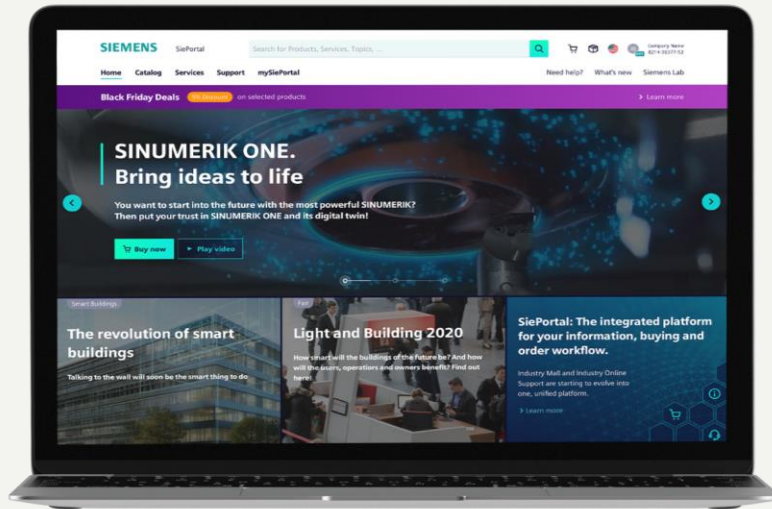 SIEMENS
SiePortal
Search for Products, Services, Topics, ...
Company Name
Home Catalog Services Support mySiePortal
Need help? What's new Siemens Lab
Black Friday Deals
Discount
on selected products
Learn more
SINUMERIK ONE.
Bring ideas to life
You want to start into the future with the most powerful SINUMERIK?
Then put your trust in SINUMERIK ONE and its digital twin!
Buy now
Play video
Smart Buildings
The revolution of smart
buildings
Talking to the wall will soon be the smart thing to do
Light and Building 2020
How smart will the buildings of the future be? And how
will the users, operators and owners benefit? Find out
here!
SiePortal: The integrated platform
for your information, buying and
order workflow.
Industry Mall and Industry Online
Support are starting to evolve into
one, unified platform.
Learn more